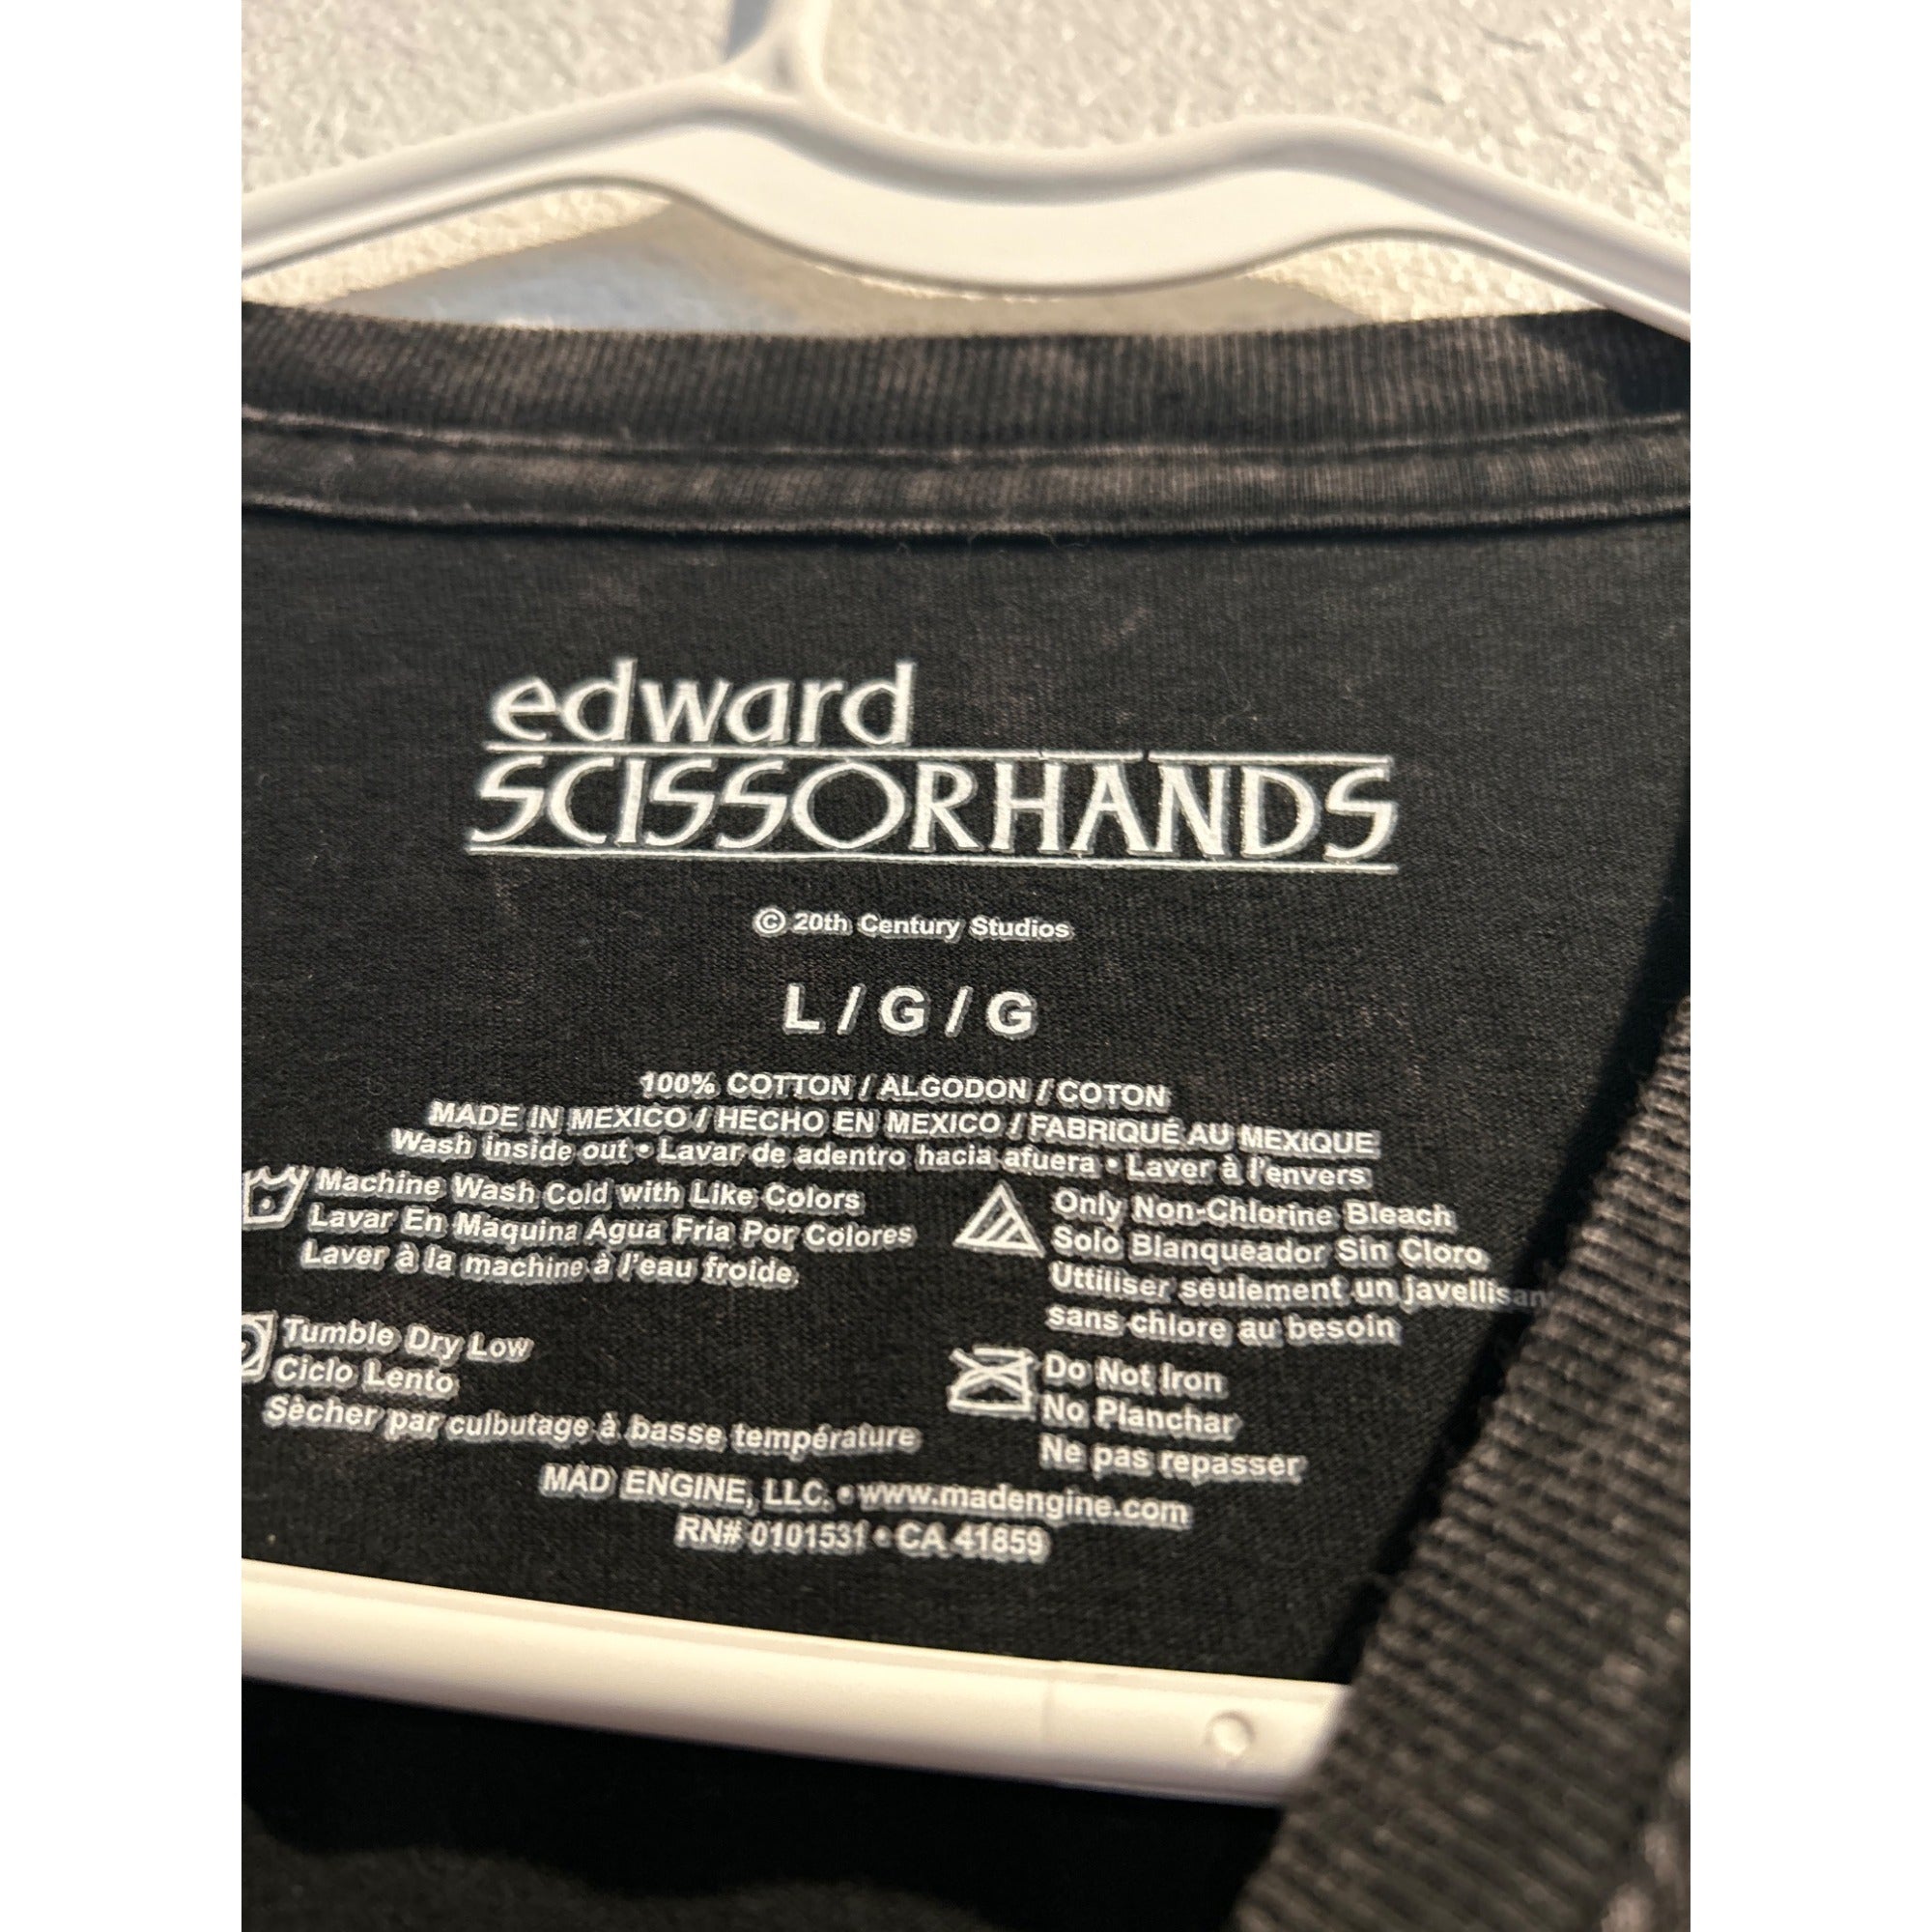 edward
SCISSORHANDS
© 20th Century Studios
L / G / G
100% COTTON / ALGODON / COTON
MADE IN MEXICO / HECHO EN MEXICO / FABRIQUÉ AU MEXIQUE
Wash inside out • Lavar de adentro hacia afuera • Laver à l'envers
Machine Wash Cold with Like Colors
Lavar En Máquina Agua Fria Por Colores
Laver à la machine à l'eau froide.
Only Non-Chlorine Bleach
Solo Blanqueador Sin Cloro
Uttiliser seulement un javellisan
sans chlore au besoin
Tumble Dry Low
Ciclo Lento
Sècher par culbutage à basse température
Do Not Iron
No Planchar
Ne pas repasser
MAD ENGINE, LLC. • www.madengine.com
RN# 0101531 • CA 41859